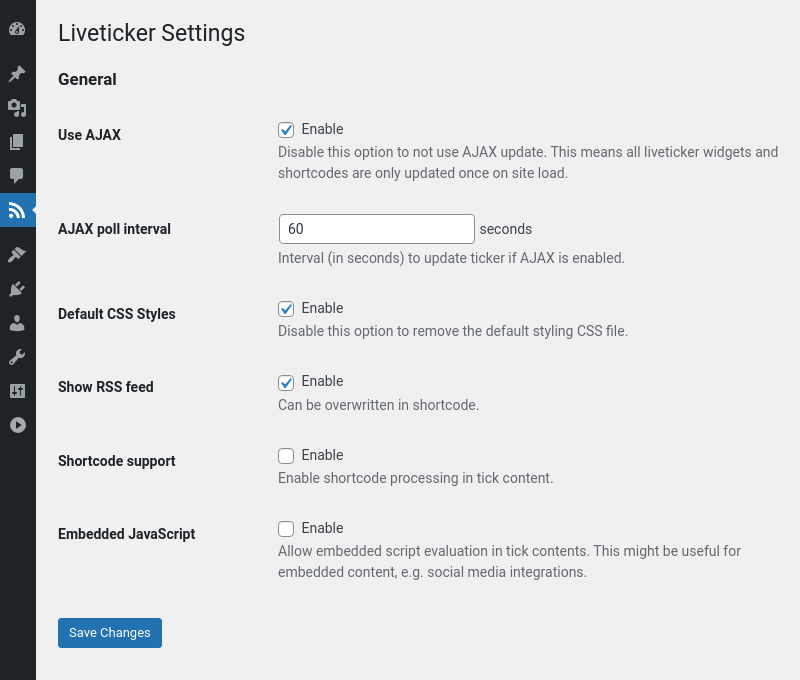 Liveticker Settings
General
Use AJAX
Enable
Disable this option to not use AJAX update. This means all liveticker widgets and
shortcodes are only updated once on site load.
AJAX poll interval
60 seconds
Interval (in seconds) to update ticker if AJAX is enabled.
Default CSS Styles
Enable
Disable this option to remove the default styling CSS file.
Show RSS feed
Enable
Can be overwritten in shortcode.
Shortcode support
Enable
Enable shortcode processing in tick content.
Embedded JavaScript
Enable
Allow embedded script evaluation in tick contents. This might be useful for
embedded content, e.g. social media integrations.
Save Changes